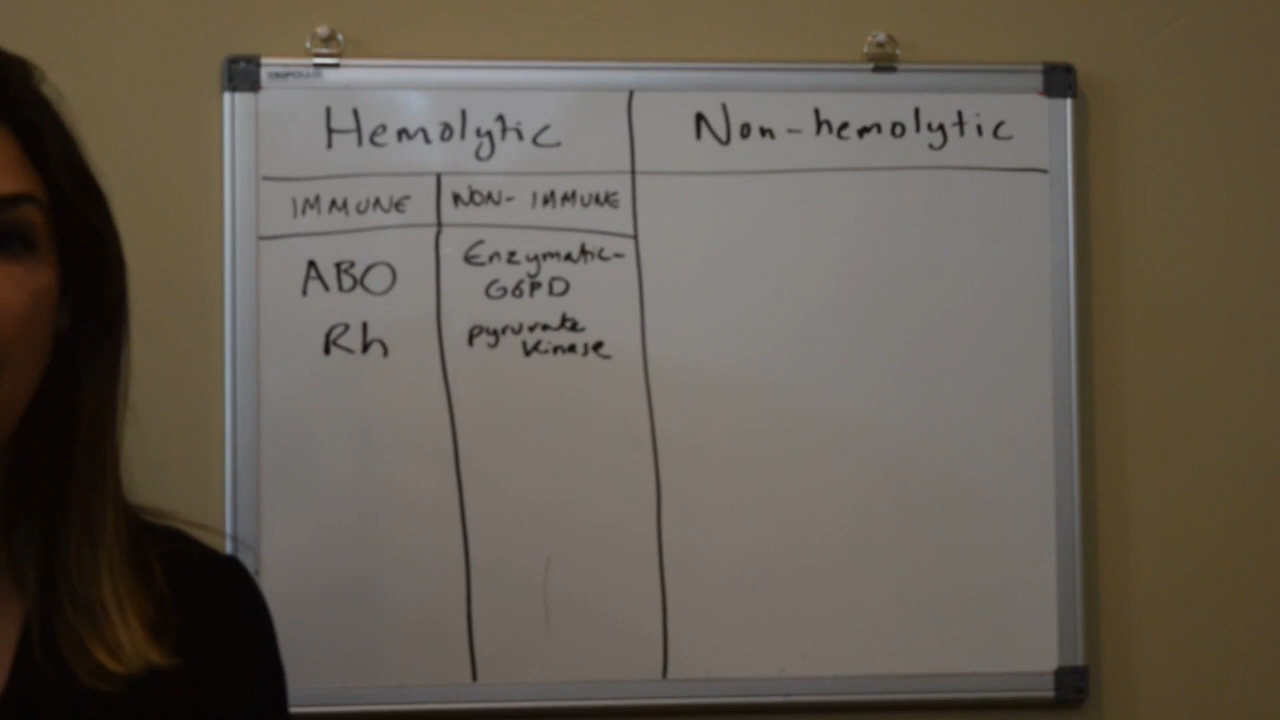 Hemolytic
Non-hemolytic
IMMUNE
NON-IMMUNE
ABO
Rh
Enzymatic-
G6PD
pyruvate
kinase